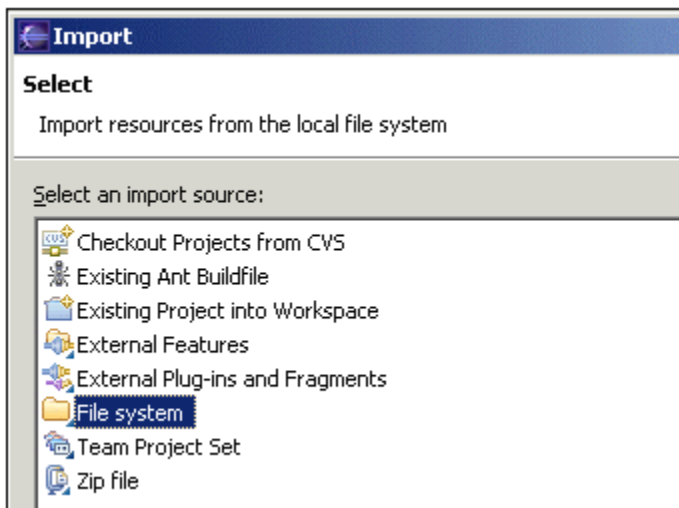 Import
Select
Import resources from the local file system
Select an import source:
CVS
Checkout Projects from CVS
Existing Ant Buildfile
Existing Project into Workspace
External Features
External Plug-ins and Fragments
File system
Team Project Set
Zip file